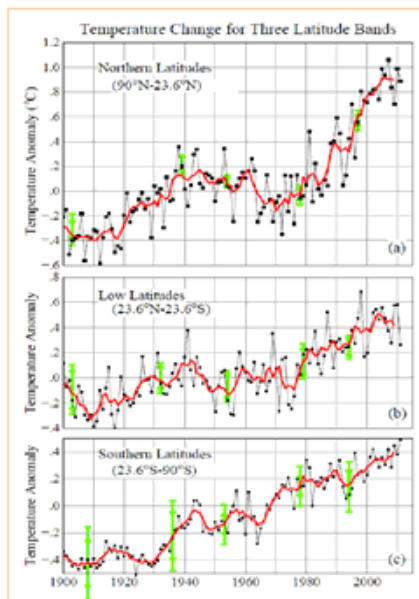 Temperature Change for Three Latitude Bands
1.2
1.0
.8
.6
.4
.2
.0
-.2
-.4
-.6
Temperature Anomaly (°C)
Northern Latitudes
(90°N-23.6°N)
(a)
.6
.4
.2
.0
-.2
.4
Temperature Anomaly
Low Latitudes
(23.6°N-23.6°S)
(b)
.4
.2
.0
-.2
-.4
Temperature Anomaly
Southern Latitudes
(23.6°S-90°S)
(c)
1900
1920
1940
1960
1980
2000